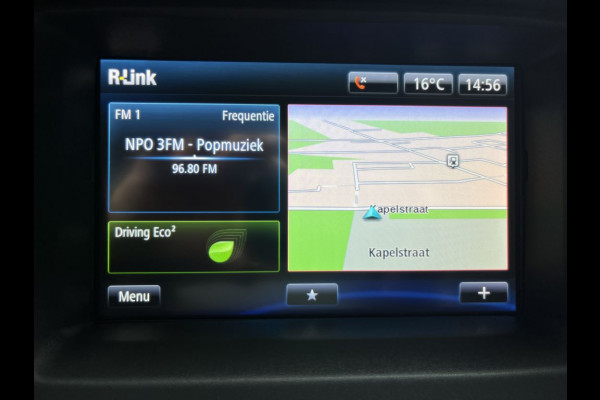 R-Link
16°C
14:56
FM 1
Frequentie
NPO 3FM - Popmuziek
96.80 FM
Driving Eco²
Kapelstraat
Kapelstraat
Menu